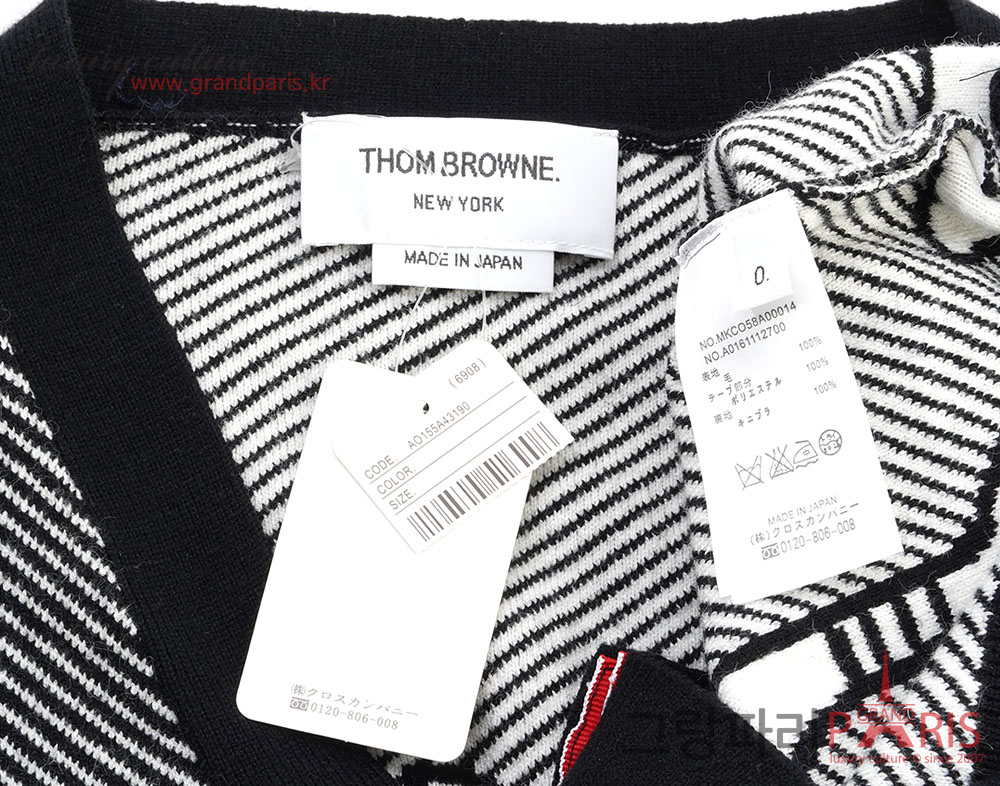 www.grandparis.kr
THOM BROWNE.
NEW YORK
MADE IN JAPAN
(6908)
CODE. AO155A43190
COLOR.
SIZE.
(株)クロスカンパニー
0120-806-008
0.
NO.MKCO58A00014
NO.A0161112700
表地 毛 100%
テープ部分
ポリエステル 100%
裏地 キュプラ 100%
MADE IN JAPAN
(株)クロスカンパニー
0120-806-008
그랑파리
GRAND
PARIS
luxury culture © since 2007